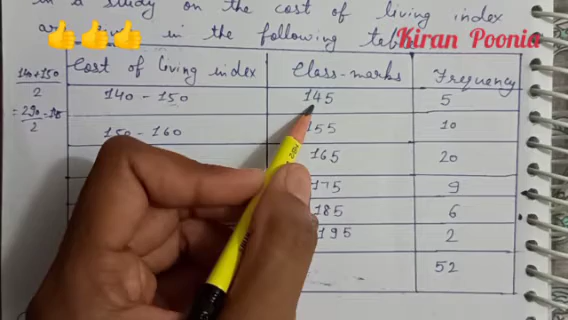 in a study on the cost of living index
in the following
Kiran Poonia
140+150
2
Cost of living index Class-marks Frequency
140 - 150 145 5
150 - 160 155 10
165 20
175 9
185 6
195 2
52